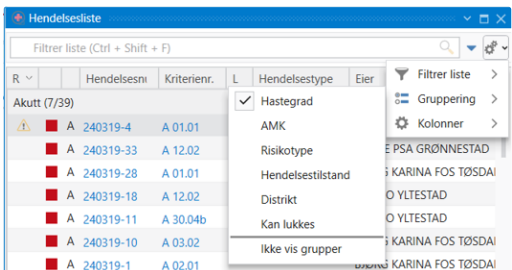 Hendelsesliste
Filtrer liste (Ctrl + Shift + F)
R Hendelsesnı Kriterienr. L Hendelsestype Eier
Filtrer liste
Gruppering
Kolonner
Hastegrad
AMK
Risikotype
Hendelsestilstand
Distrikt
Kan lukkes
Ikke vis grupper
Akutt (7/39)
A 240319-4 A 01.01
A 240319-33 A 12.02 E PSA GRØNNESTAD
A 240319-28 A 01.01 KARINA FOS TØSDAL
A 240319-18 A 12.02 O YLTESTAD
A 240319-11 A 30.04b O YLTESTAD
A 240319-10 A 03.02 KARINA FOS TØSDAL
A 240319-1 A 02.01 BJØRG KARINA FOS TØSDAL